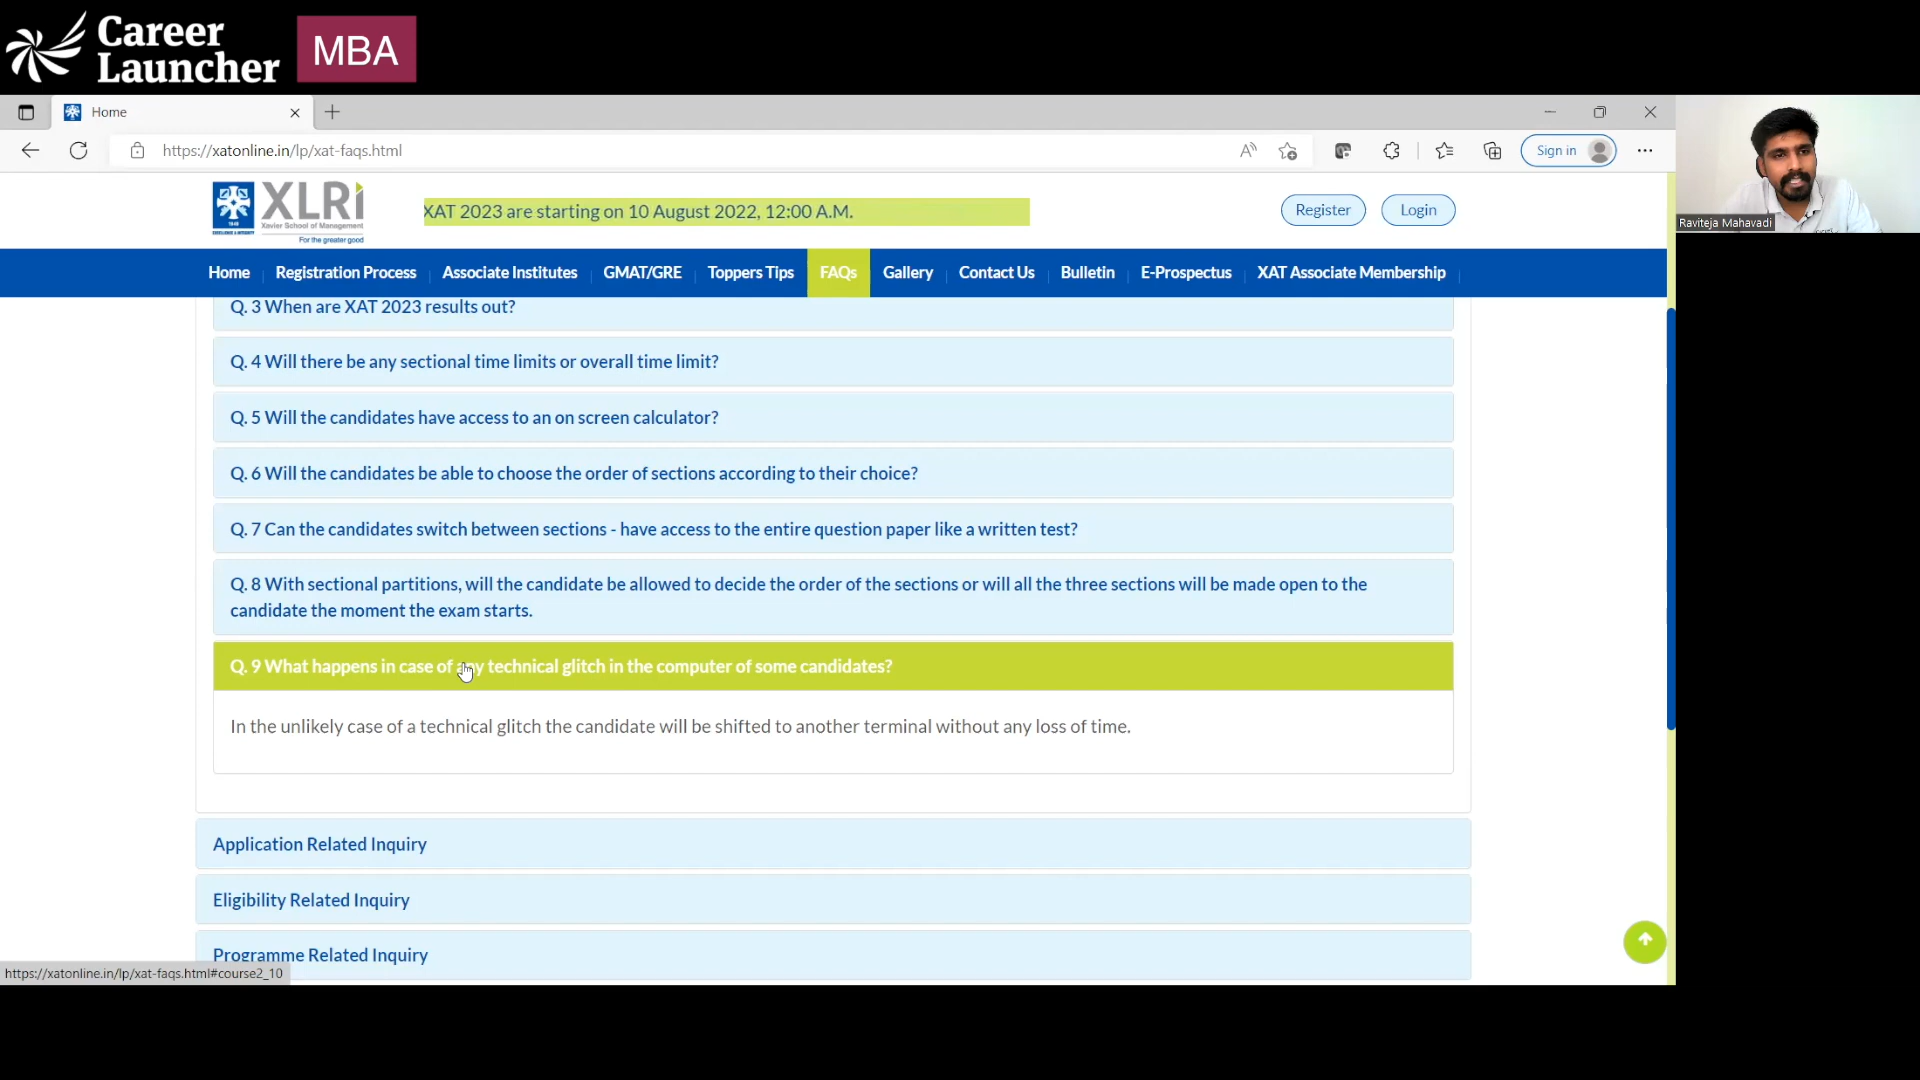 Career
Launcher
MBA
Home
https://xatonline.in/lp/xat-faqs.html
Sign in
Raviteja Mahavadi
XLRi
Xavier School of Management
For the greater good
XAT 2023 are starting on 10 August 2022, 12:00 A.M.
Register
Login
Home
Registration Process
Associate Institutes
GMAT/GRE
Toppers Tips
FAQs
Gallery
Contact Us
Bulletin
E-Prospectus
XAT Associate Membership
Q. 3 When are XAT 2023 results out?
Q. 4 Will there be any sectional time limits or overall time limit?
Q. 5 Will the candidates have access to an on screen calculator?
Q. 6 Will the candidates be able to choose the order of sections according to their choice?
Q. 7 Can the candidates switch between sections - have access to the entire question paper like a written test?
Q. 8 With sectional partitions, will the candidate be allowed to decide the order of the sections or will all the three sections will be made open to the
candidate the moment the exam starts.
Q. 9 What happens in case of any technical glitch in the computer of some candidates?
In the unlikely case of a technical glitch the candidate will be shifted to another terminal without any loss of time.
Application Related Inquiry
Eligibility Related Inquiry
Programme Related Inquiry
https://xatonline.in/lp/xat-faqs.html#course2_10